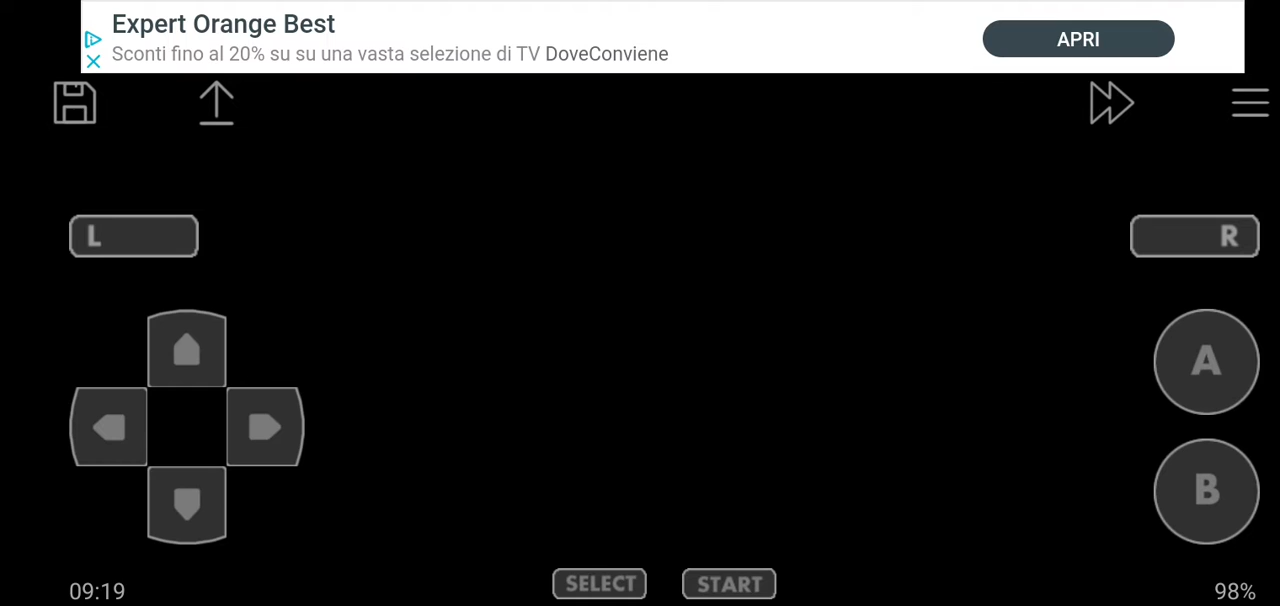 Expert Orange Best
Sconti fino al 20% su su una vasta selezione di TV DoveConviene
APRI
L
R
A
B
SELECT
START
09:19
98%